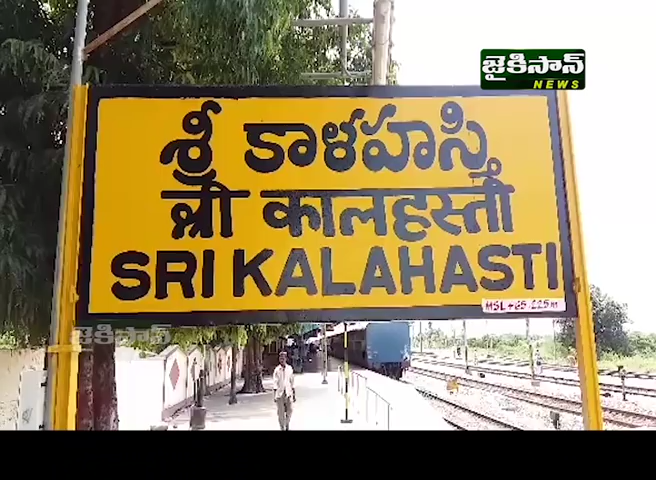 జైకిసాన్
NEWS
శ్రీ కాళహస్తి
श्री कालहस्ती
SRI KALAHASTI
జైకిసాన్